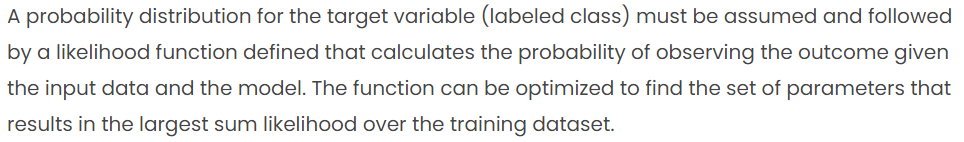 A probability distribution for the target variable (labeled class) must be assumed and followed
by a likelihood function defined that calculates the probability of observing the outcome given
the input data and the model. The function can be optimized to find the set of parameters that
results in the largest sum likelihood over the training dataset.